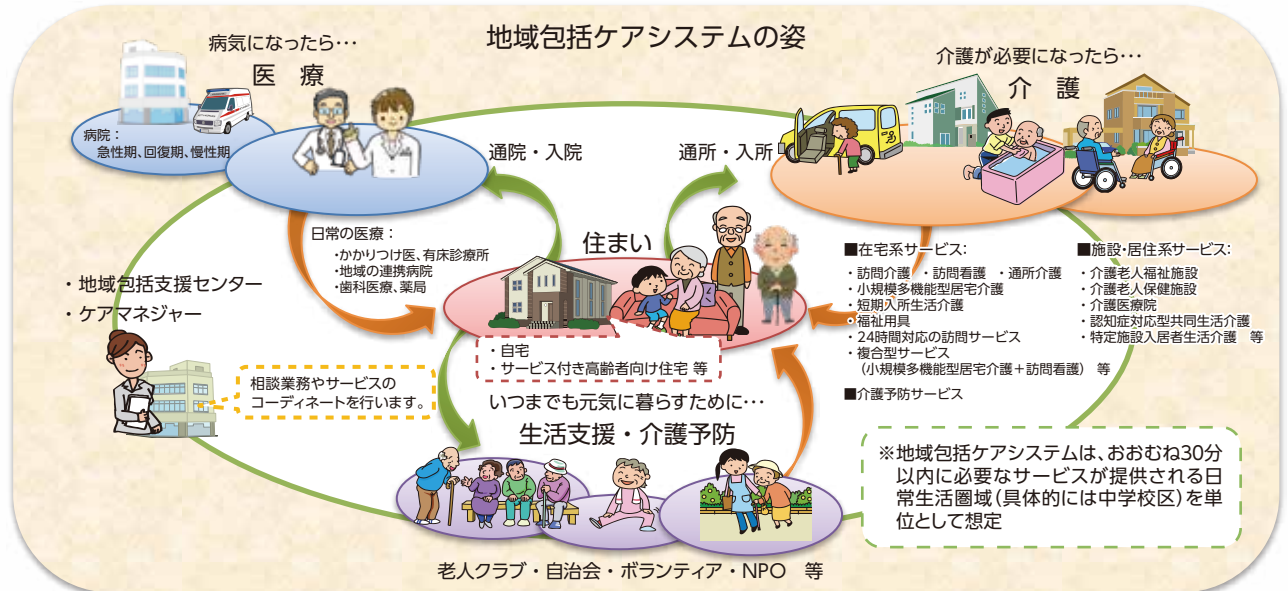 地域包括ケアシステムの姿
病気になったら･･･
医　療
病院：
急性期、回復期、慢性期
介護が必要になったら･･･
介　護
通院・入院
通所・入所
日常の医療：
・かかりつけ医、有床診療所
・地域の連携病院
・歯科医療、薬局
住まい
・自宅
・サービス付き高齢者向け住宅 等
■在宅系サービス：
・訪問介護 ・訪問看護 ・通所介護
・小規模多機能型居宅介護
・短期入所生活介護
・福祉用具
・24時間対応の訪問サービス
・複合型サービス
（小規模多機能型居宅介護＋訪問看護） 等
■介護予防サービス
■施設・居住系サービス：
・介護老人福祉施設
・介護老人保健施設
・介護医療院
・認知症対応型共同生活介護
・特定施設入居者生活介護　等
・地域包括支援センター
・ケアマネジャー
相談業務やサービスの
コーディネートを行います。
いつまでも元気に暮らすために･･･
生活支援・介護予防
老人クラブ・自治会・ボランティア・NPO　等
※地域包括ケアシステムは、おおむね30分
以内に必要なサービスが提供される日
常生活圏域（具体的には中学校区）を単
位として想定